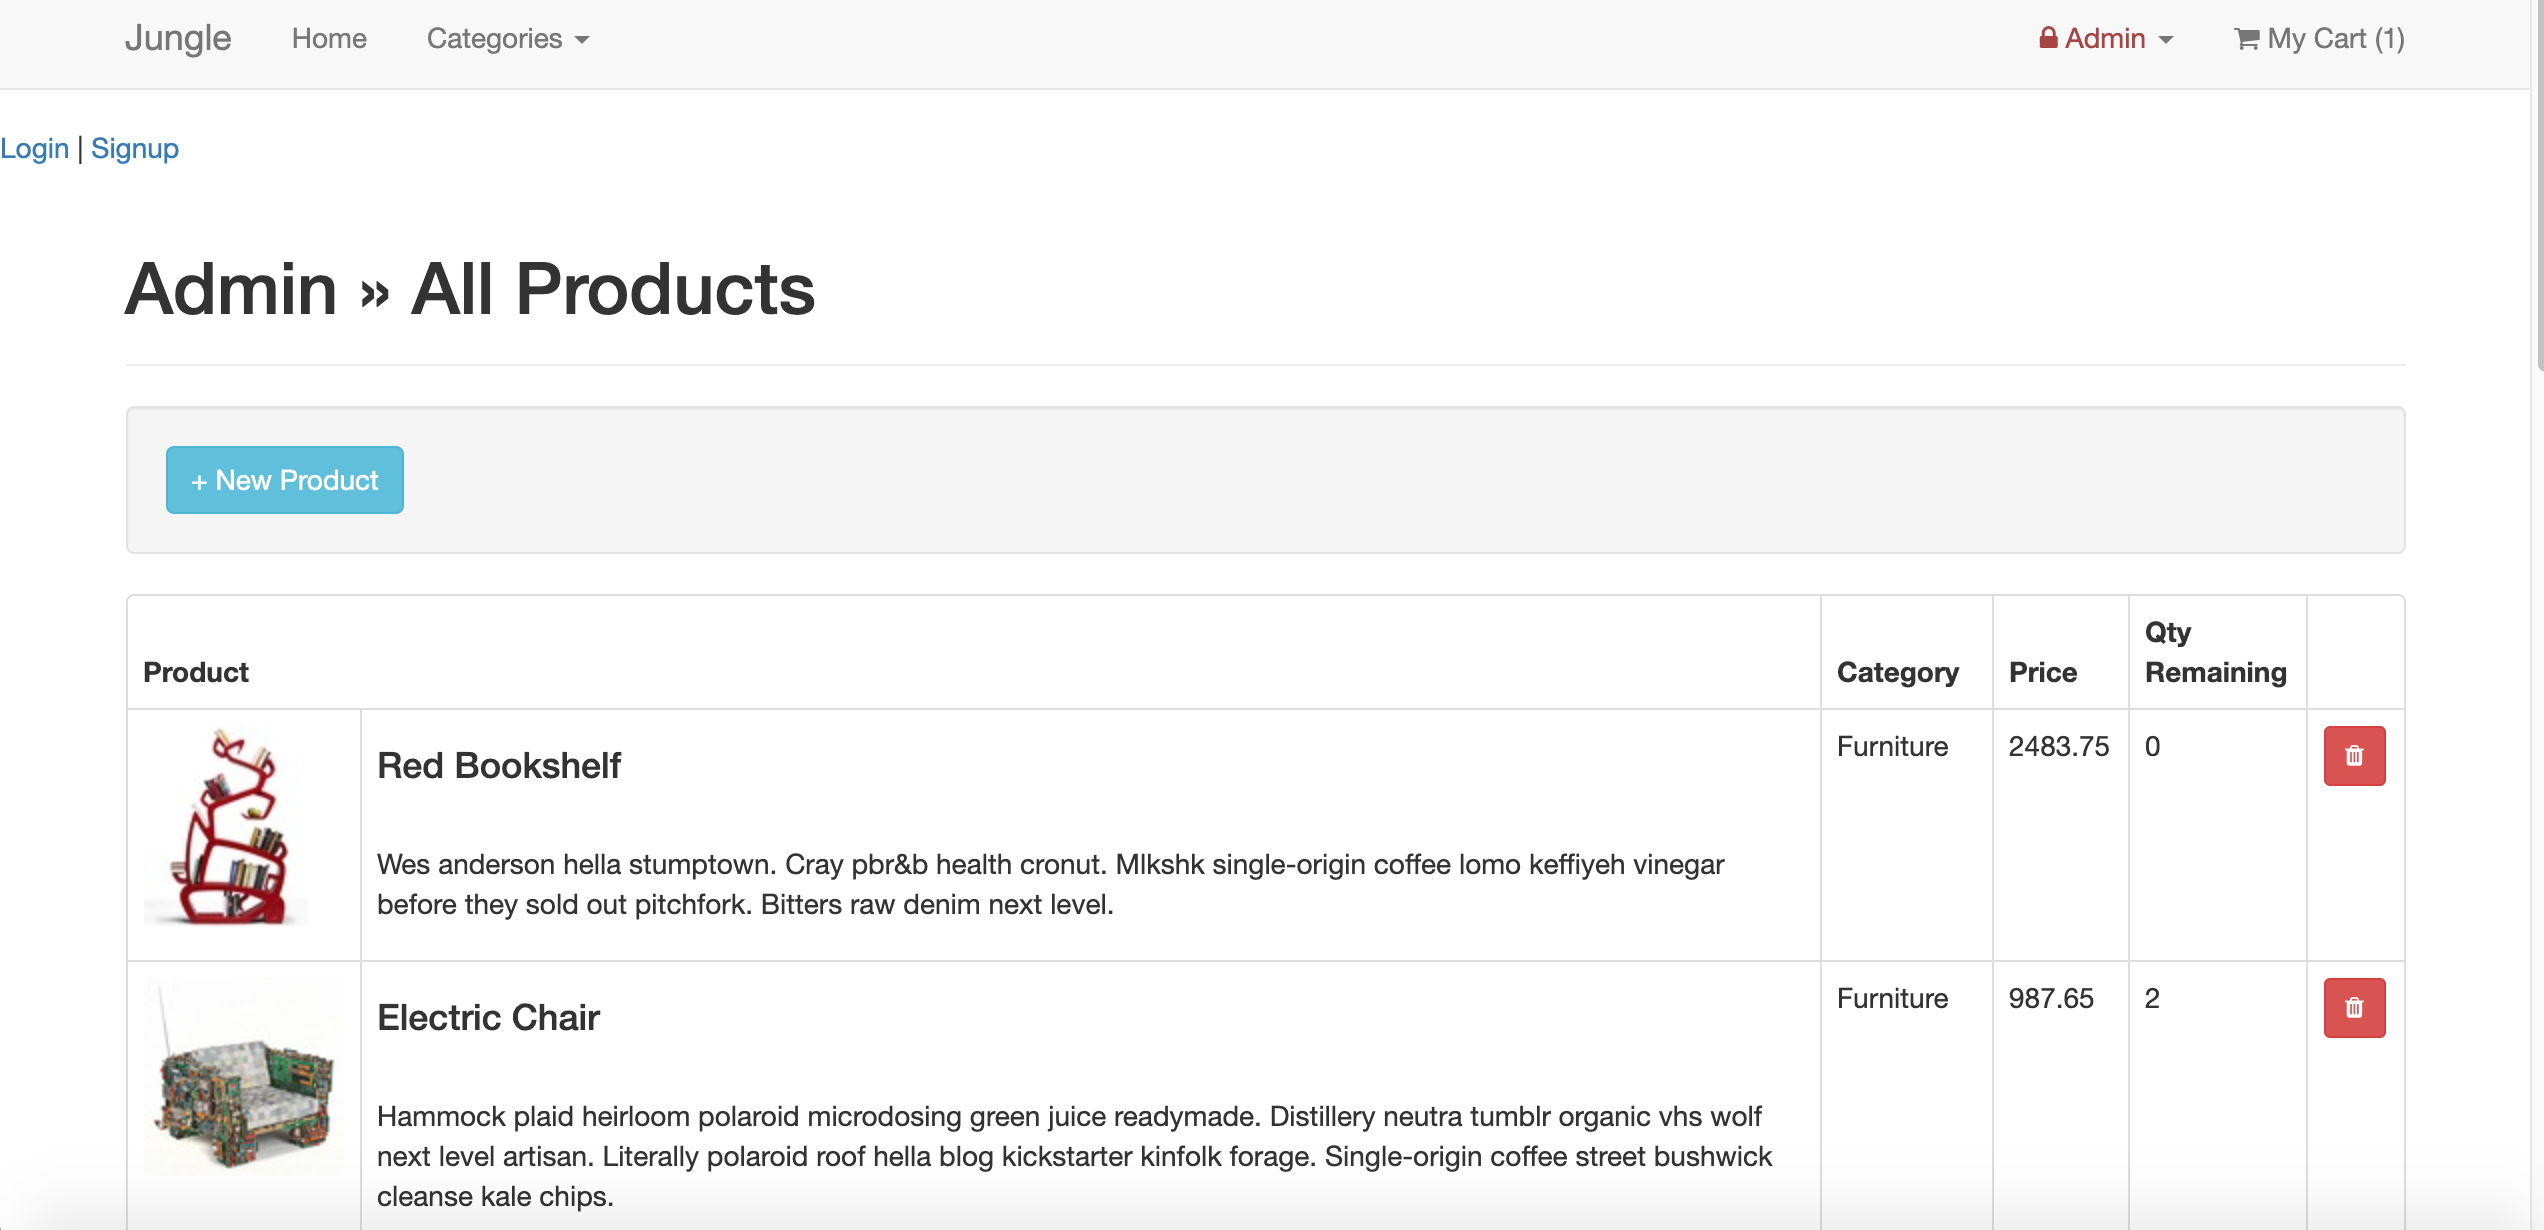 Jungle Home Categories Admin My Cart (1)
Login | Signup
Admin » All Products
+ New Product
Product Category Price Qty Remaining
Red Bookshelf Furniture 2483.75 0
Wes anderson hella stumptown. Cray pbr&b health cronut. Mlkshk single-origin coffee lomo keffiyeh vinegar
before they sold out pitchfork. Bitters raw denim next level.
Electric Chair Furniture 987.65 2
Hammock plaid heirloom polaroid microdosing green juice readymade. Distillery neutra tumblr organic vhs wolf
next level artisan. Literally polaroid roof hella blog kickstarter kinfolk forage. Single-origin coffee street bushwick
cleanse kale chips.